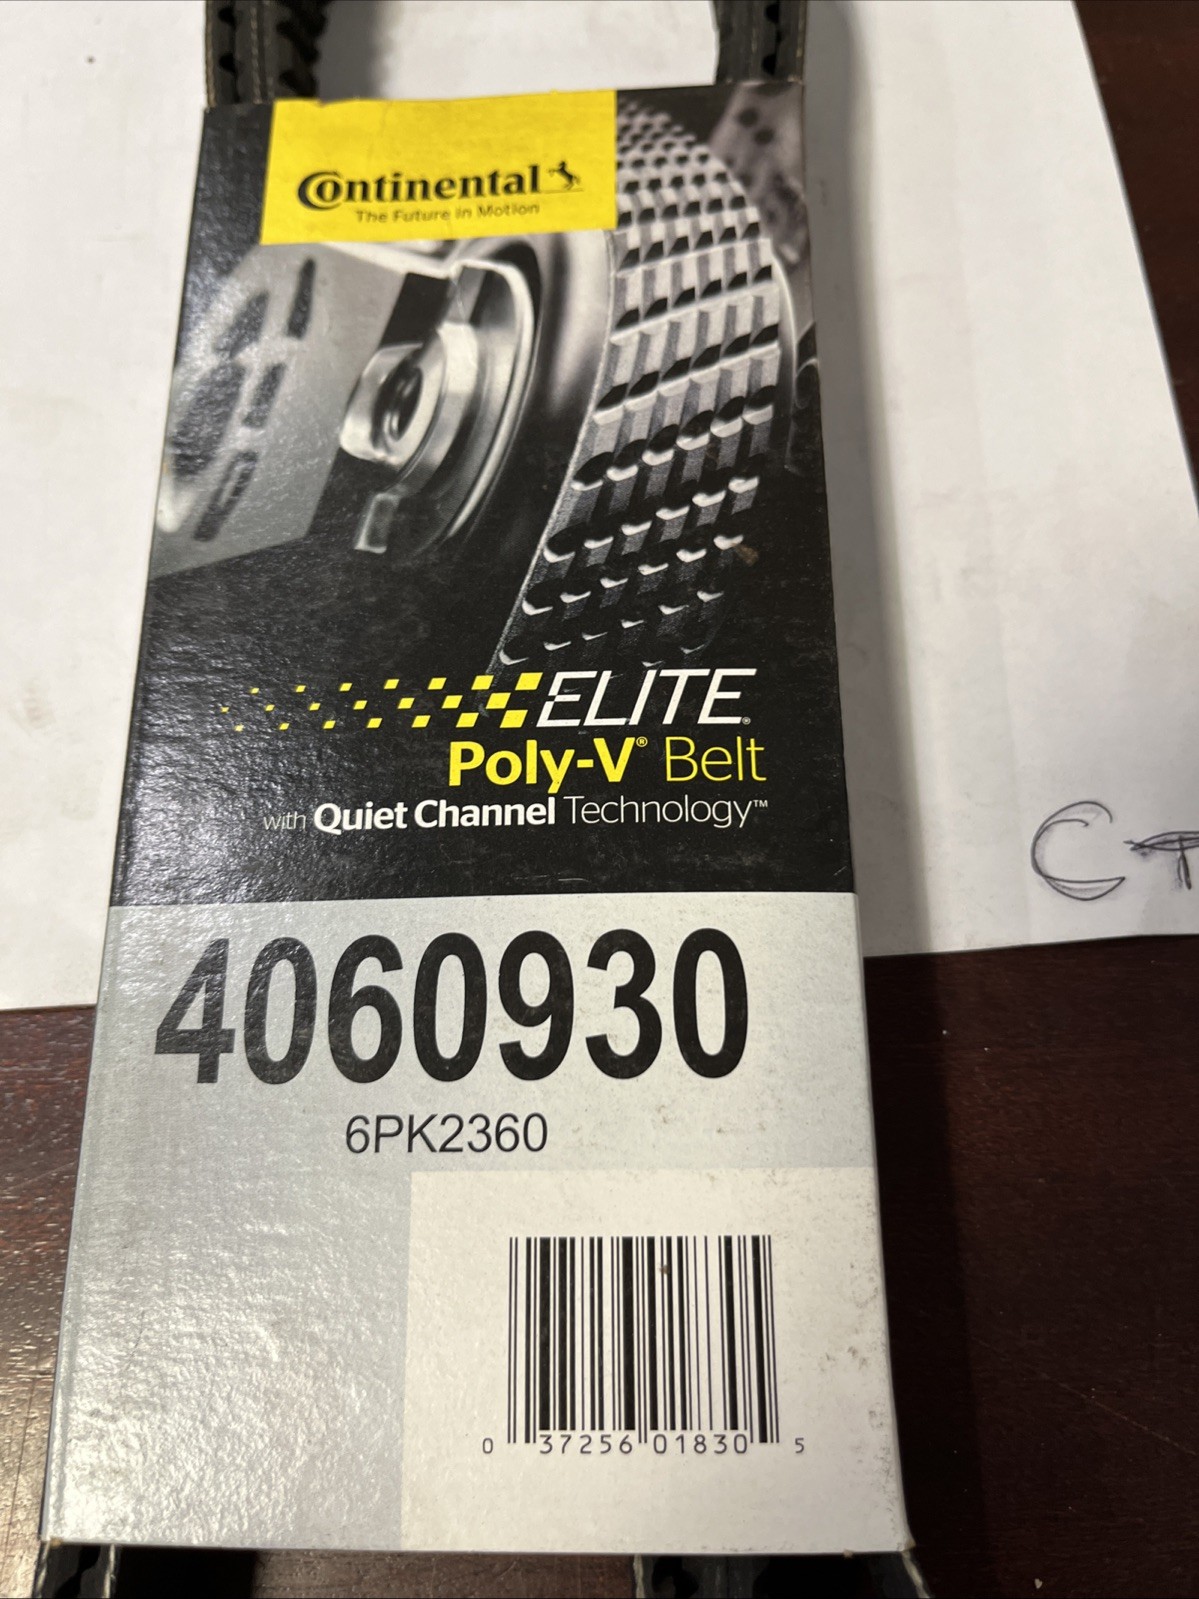 Continental
The Future in Motion
ELITE®
Poly-V® Belt
with Quiet Channel Technology™
4060930
6PK2360
0 37256 01830 5